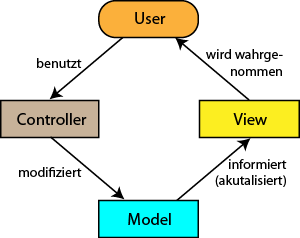 User
benutzt
wird wahrge-
nommen
Controller
View
modifiziert
informiert
(akutalisiert)
Model